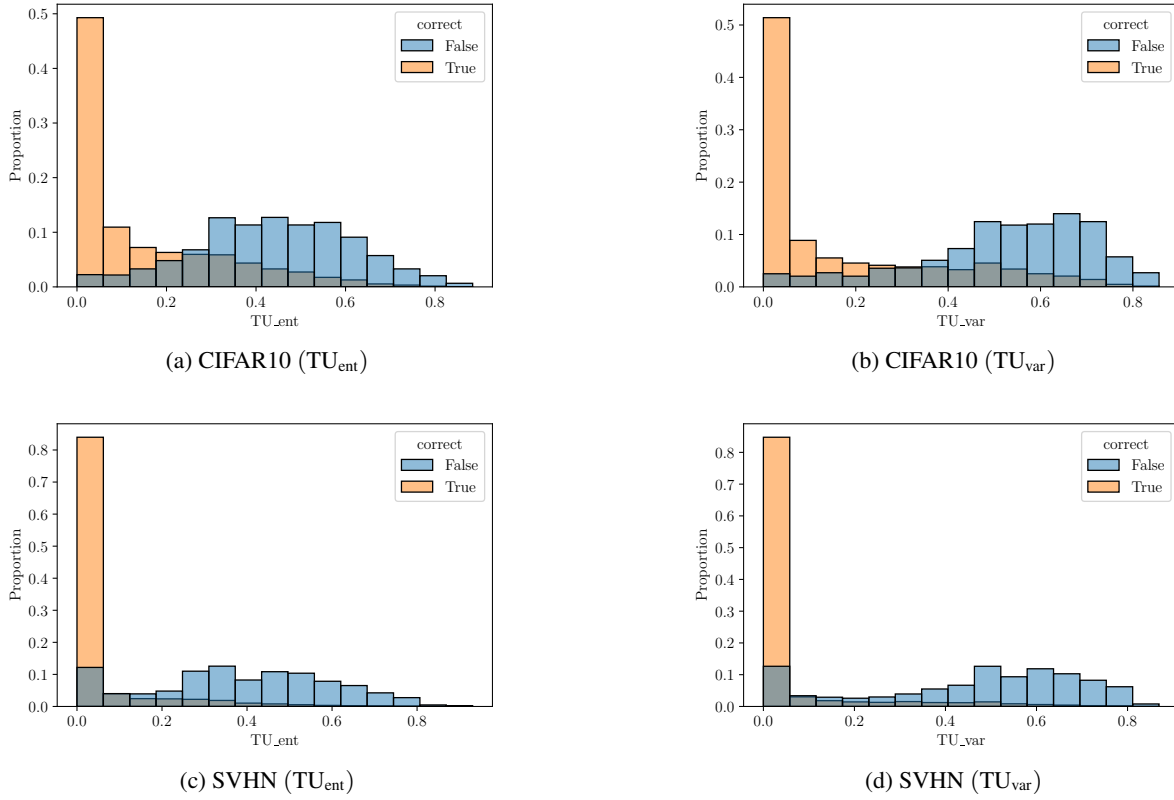 correct
False
True
Proportion
0.5
0.4
0.3
0.2
0.1
0.0
0.0 0.2 0.4 0.6 0.8
TU_ent
(a) CIFAR10 (TUent)
correct
False
True
Proportion
0.5
0.4
0.3
0.2
0.1
0.0
0.0 0.2 0.4 0.6 0.8
TU_var
(b) CIFAR10 (TUvar)
correct
False
True
Proportion
0.8
0.7
0.6
0.5
0.4
0.3
0.2
0.1
0.0
0.0 0.2 0.4 0.6 0.8
TU_ent
(c) SVHN (TUent)
correct
False
True
Proportion
0.8
0.7
0.6
0.5
0.4
0.3
0.2
0.1
0.0
0.0 0.2 0.4 0.6 0.8
TU_var
(d) SVHN (TUvar)